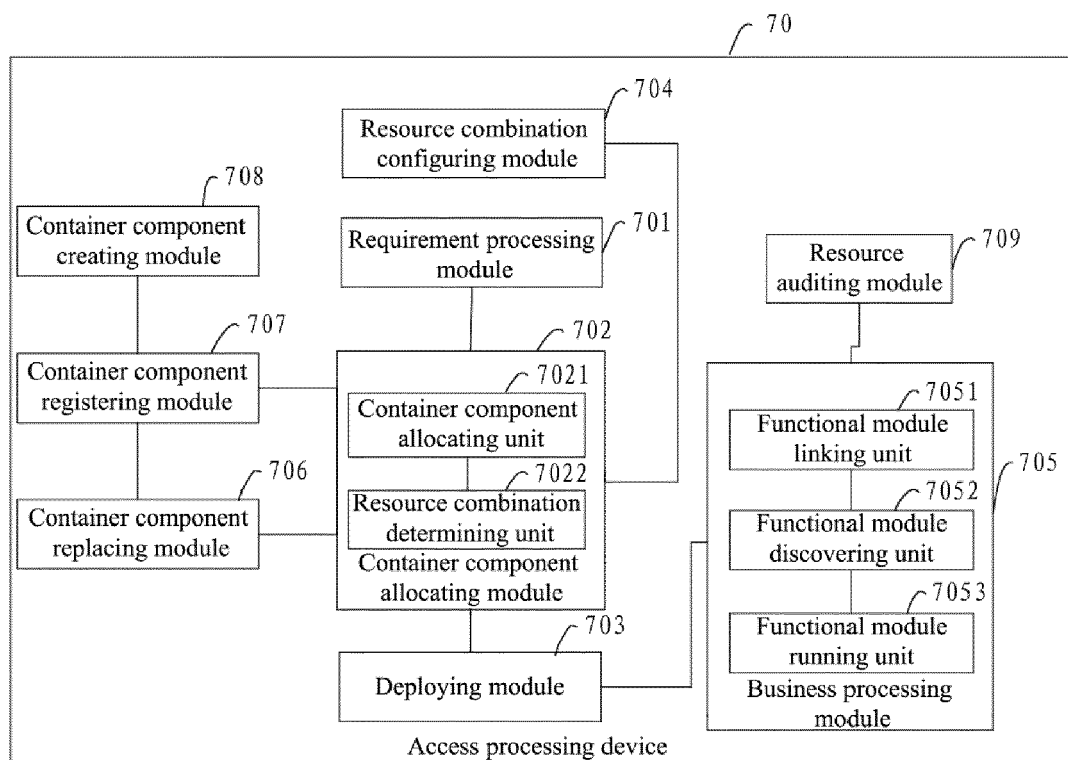 70
704
Resource combination
configuring module
708
Container component
creating module
701
Requirement processing
module
709
Resource
auditing module
707
Container component
registering module
702
7021
Container component
allocating unit
7022
Resource combination
determining unit
Container component
allocating module
706
Container component
replacing module
7051
Functional module
linking unit
705
7052
Functional module
discovering unit
7053
Functional module
running unit
Business processing
module
703
Deploying module
Access processing device